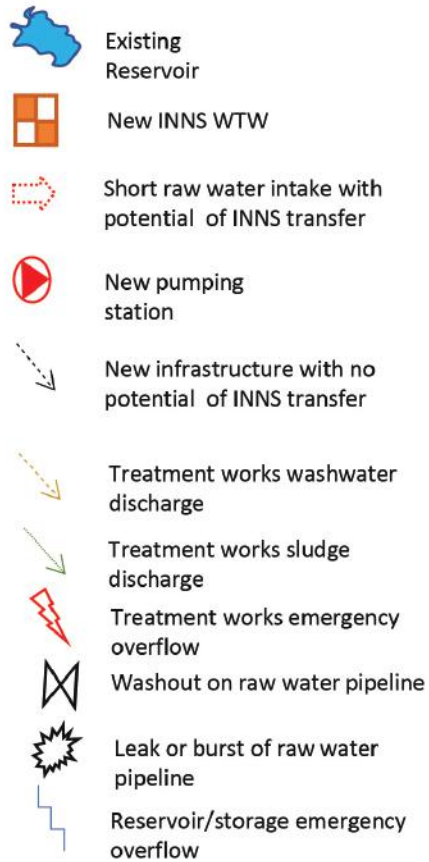 Existing
Reservoir
New INNS WTW
Short raw water intake with
potential of INNS transfer
New pumping
station
New infrastructure with no
potential of INNS transfer
Treatment works washwater
discharge
Treatment works sludge
discharge
Treatment works emergency
overflow
Washout on raw water pipeline
Leak or burst of raw water
pipeline
Reservoir/storage emergency
overflow